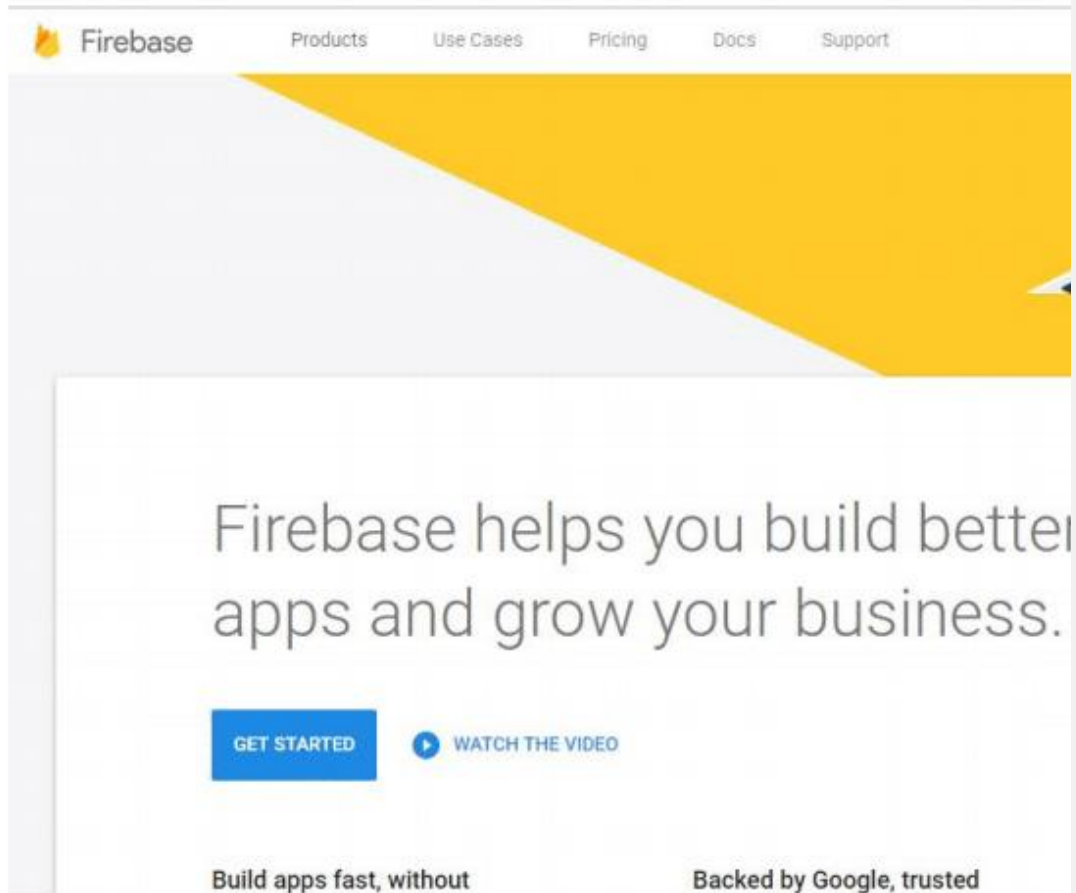 Firebase Products Use Cases Pricing Docs Support
Firebase helps you build better
apps and grow your business.
GET STARTED WATCH THE VIDEO
Build apps fast, without Backed by Google, trusted